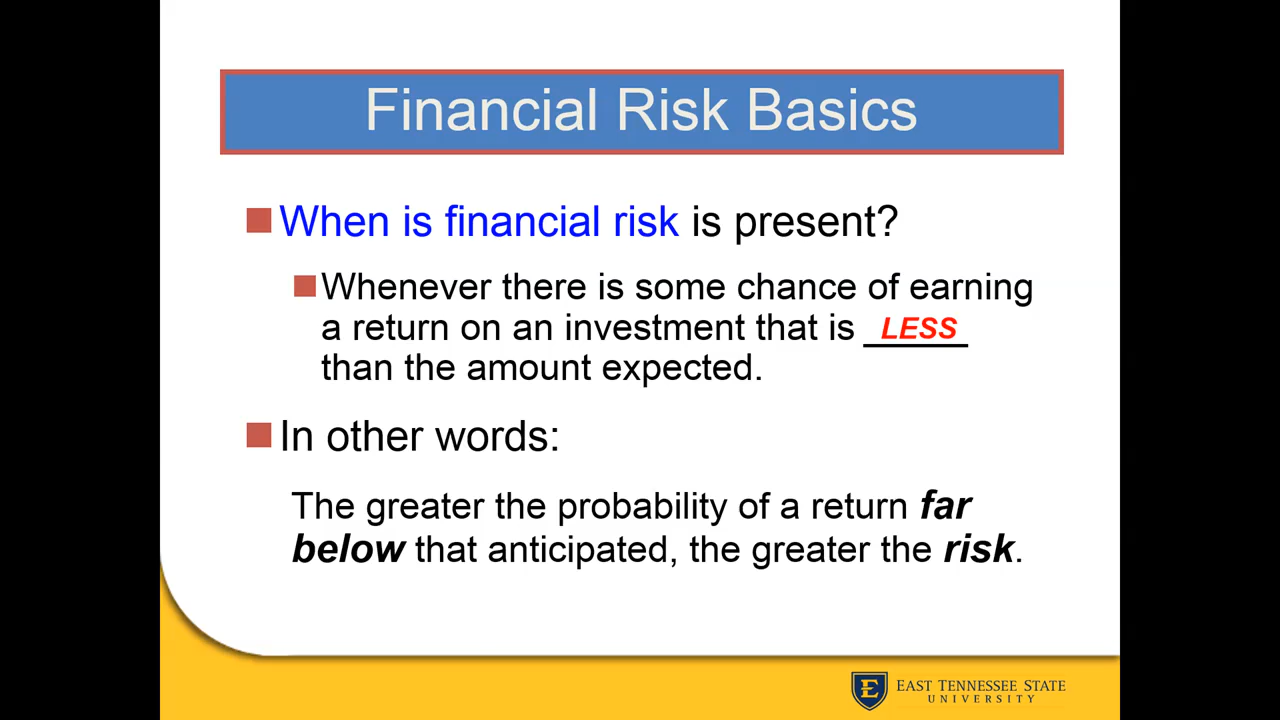 Financial Risk Basics
When is financial risk is present?
Whenever there is some chance of earning
a return on an investment that is LESS
than the amount expected.
In other words:
The greater the probability of a return far
below that anticipated, the greater the risk.
E
EAST TENNESSEE STATE
UNIVERSITY